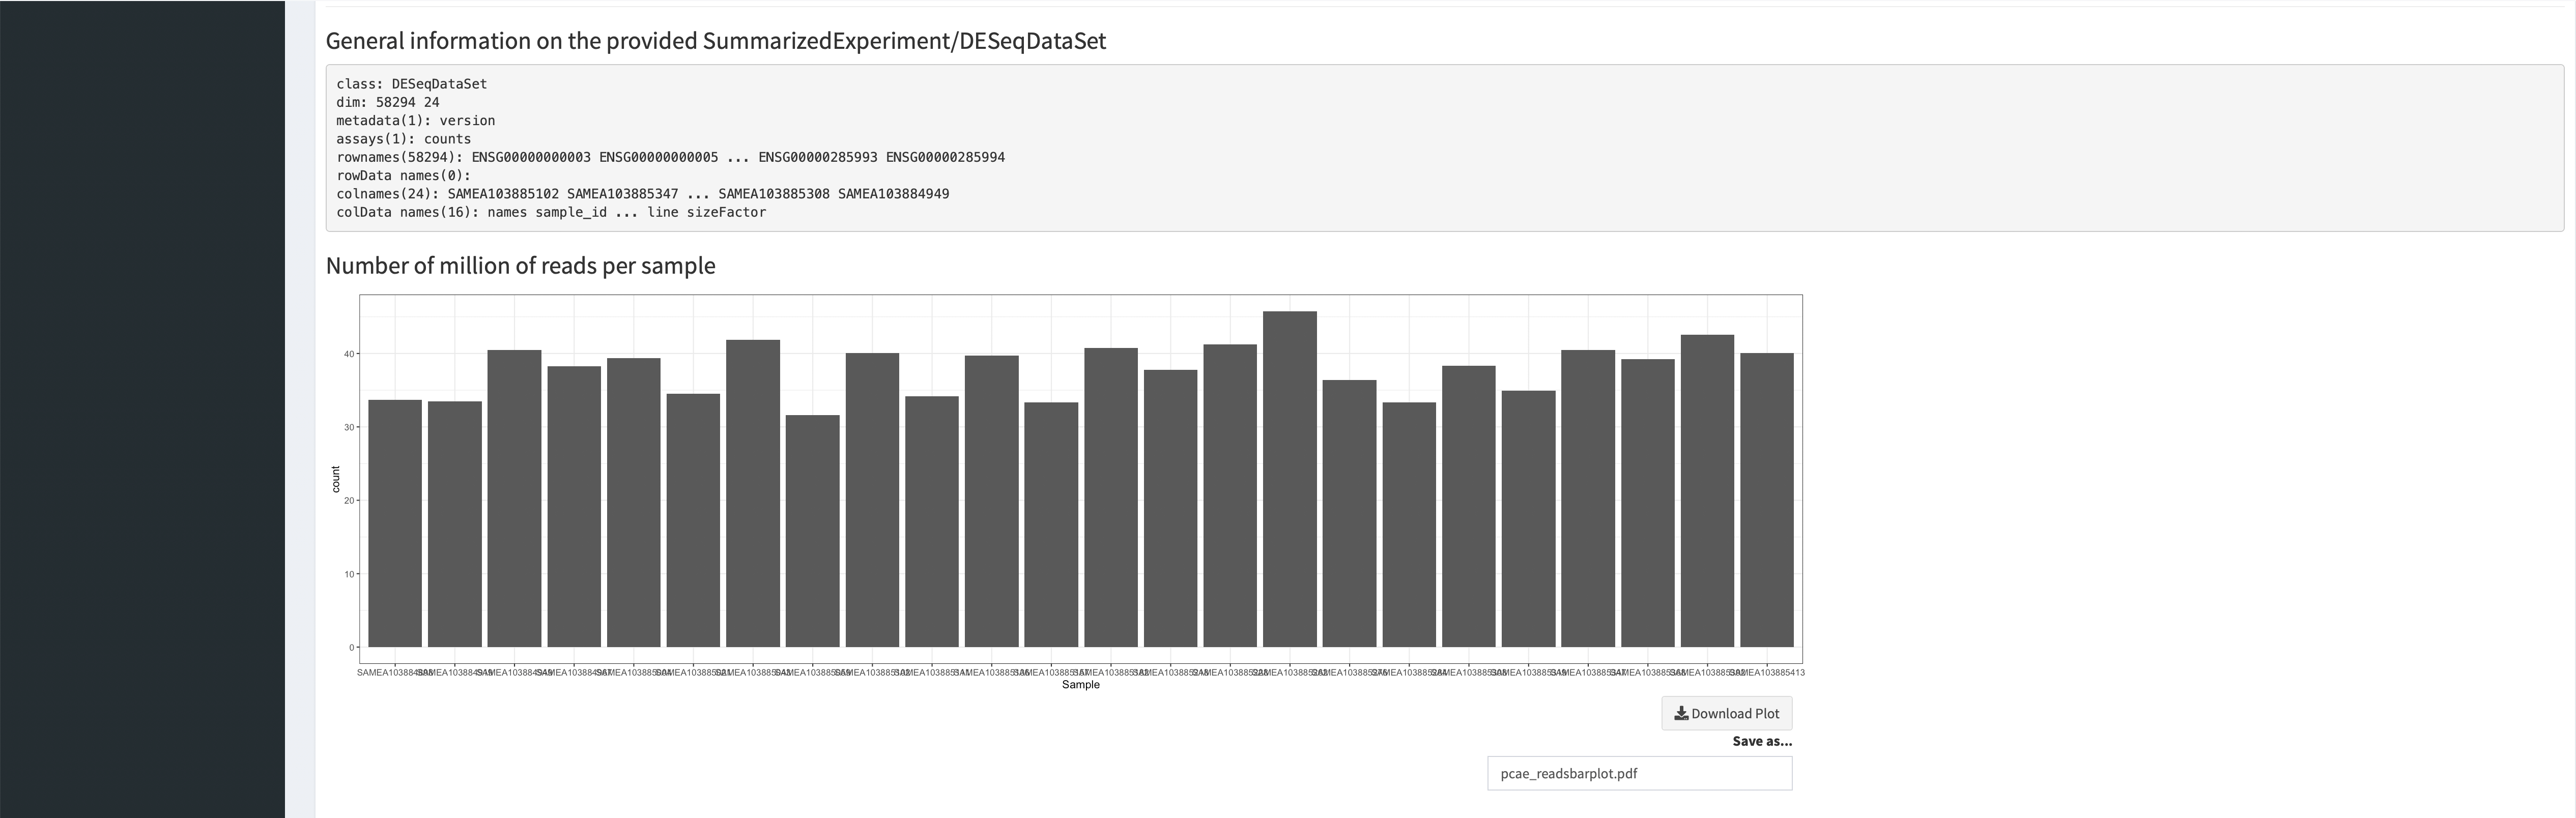 General information on the provided SummarizedExperiment/DESeqDataSet
class: DESeqDataSet
dim: 58294 24
metadata(1): version
assays(1): counts
rownames(58294): ENSG00000000003 ENSG00000000005 ... ENSG00000285993 ENSG00000285994
rowData names(0):
colnames(24): SAMEA103885102 SAMEA103885347 ... SAMEA103885308 SAMEA103884949
colData names(16): names sample_id ... line sizeFactor
Number of million of reads per sample
40
30
20
10
0
count
Sample
Download Plot
Save as...
pcae_readsbarplot.pdf